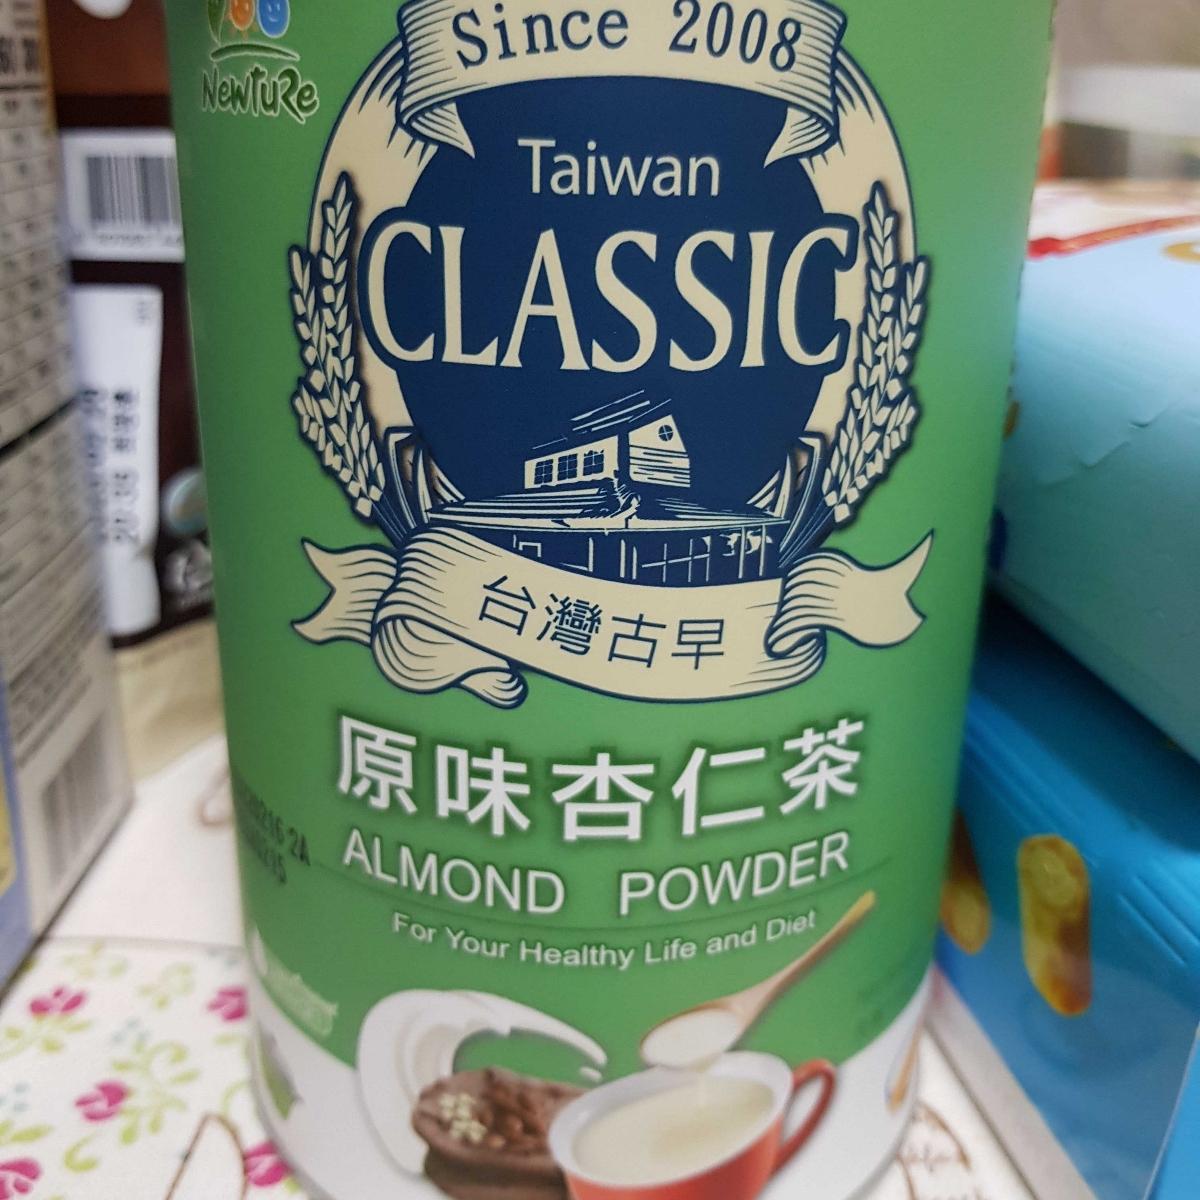 Newture
Since 2008
Taiwan
CLASSIC
台灣古早
原味杏仁茶
ALMOND POWDER
For Your Healthy Life and Diet